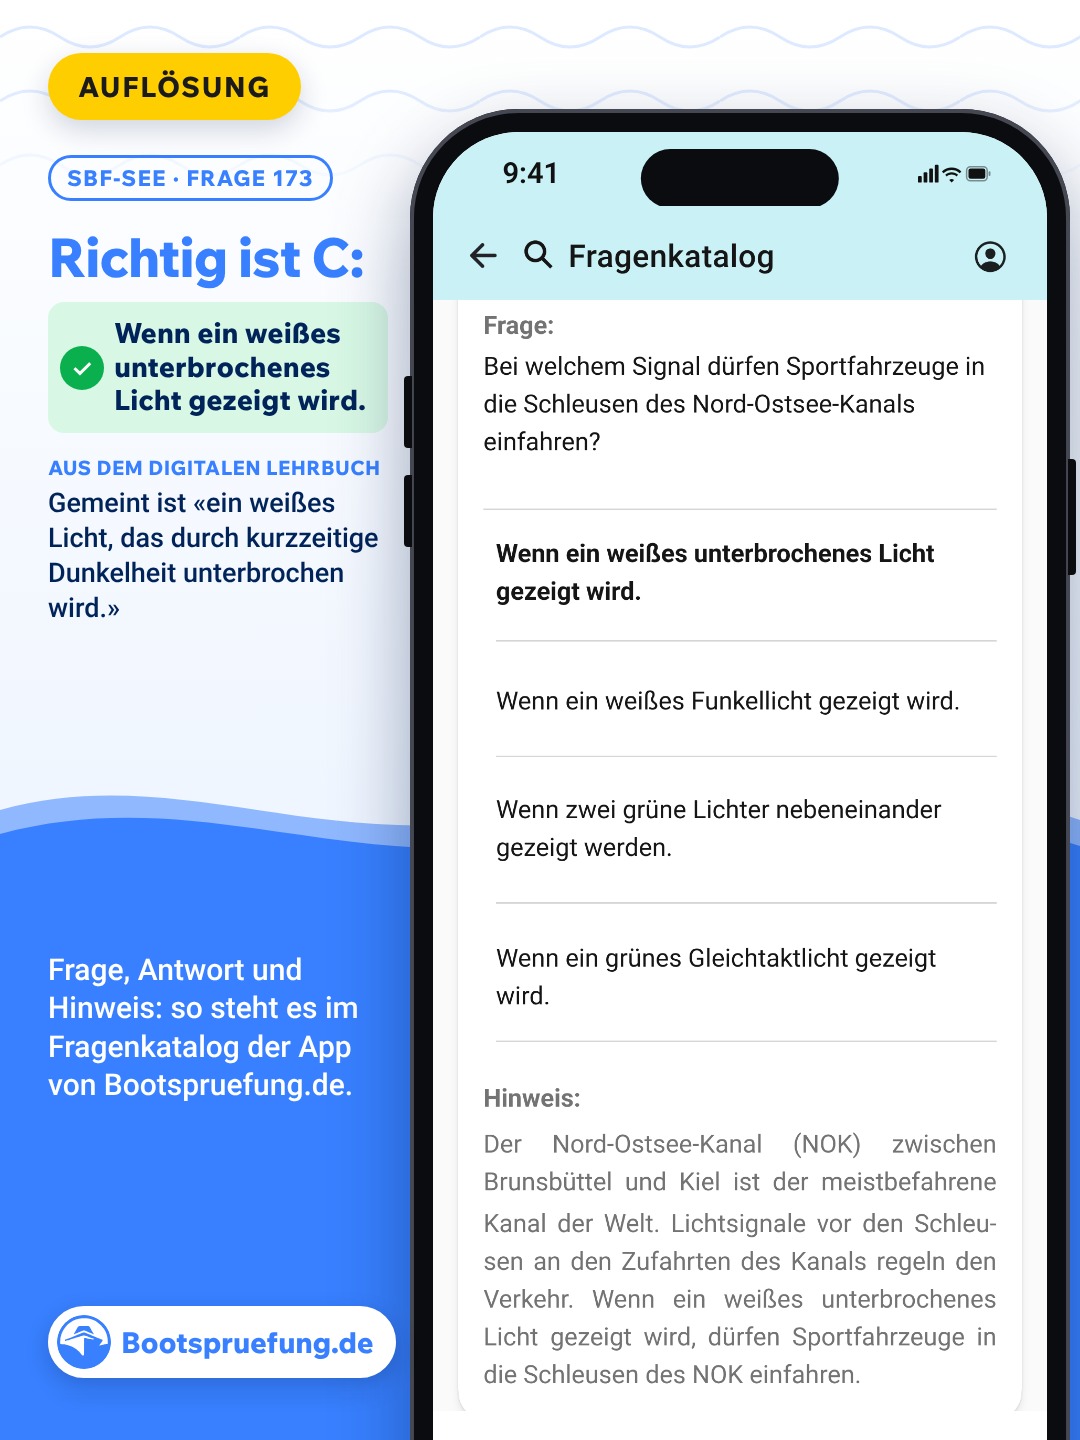 AUFLÖSUNG
SBF-SEE · FRAGE 173
Richtig ist C:
Wenn ein weißes
unterbrochenes
Licht gezeigt wird.
AUS DEM DIGITALEN LEHRBUCH
Gemeint ist «ein weißes
Licht, das durch kurzzeitige
Dunkelheit unterbrochen
wird.»
Frage, Antwort und
Hinweis: so steht es im
Fragenkatalog der App
von Bootspruefung.de.
Bootspruefung.de
9:41
Fragenkatalog
Frage:
Bei welchem Signal dürfen Sportfahrzeuge in
die Schleusen des Nord-Ostsee-Kanals
einfahren?
Wenn ein weißes unterbrochenes Licht
gezeigt wird.
Wenn ein weißes Funkellicht gezeigt wird.
Wenn zwei grüne Lichter nebeneinander
gezeigt werden.
Wenn ein grünes Gleichtaktlicht gezeigt
wird.
Hinweis:
Der Nord-Ostsee-Kanal (NOK) zwischen
Brunsbüttel und Kiel ist der meistbefahrene
Kanal der Welt. Lichtsignale vor den Schleu-
sen an den Zufahrten des Kanals regeln den
Verkehr. Wenn ein weißes unterbrochenes
Licht gezeigt wird, dürfen Sportfahrzeuge in
die Schleusen des NOK einfahren.